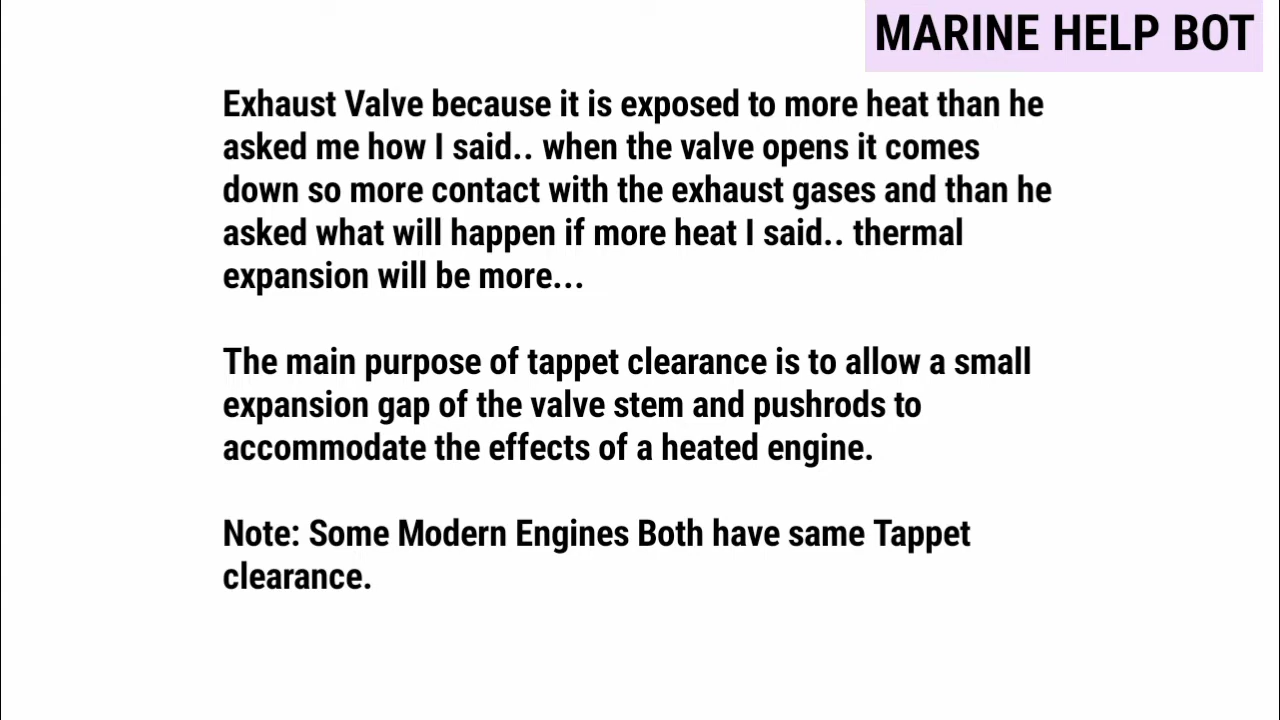 MARINE HELP BOT
Exhaust Valve because it is exposed to more heat than he
asked me how I said.. when the valve opens it comes
down so more contact with the exhaust gases and than he
asked what will happen if more heat I said.. thermal
expansion will be more...
The main purpose of tappet clearance is to allow a small
expansion gap of the valve stem and pushrods to
accommodate the effects of a heated engine.
Note: Some Modern Engines Both have same Tappet
clearance.